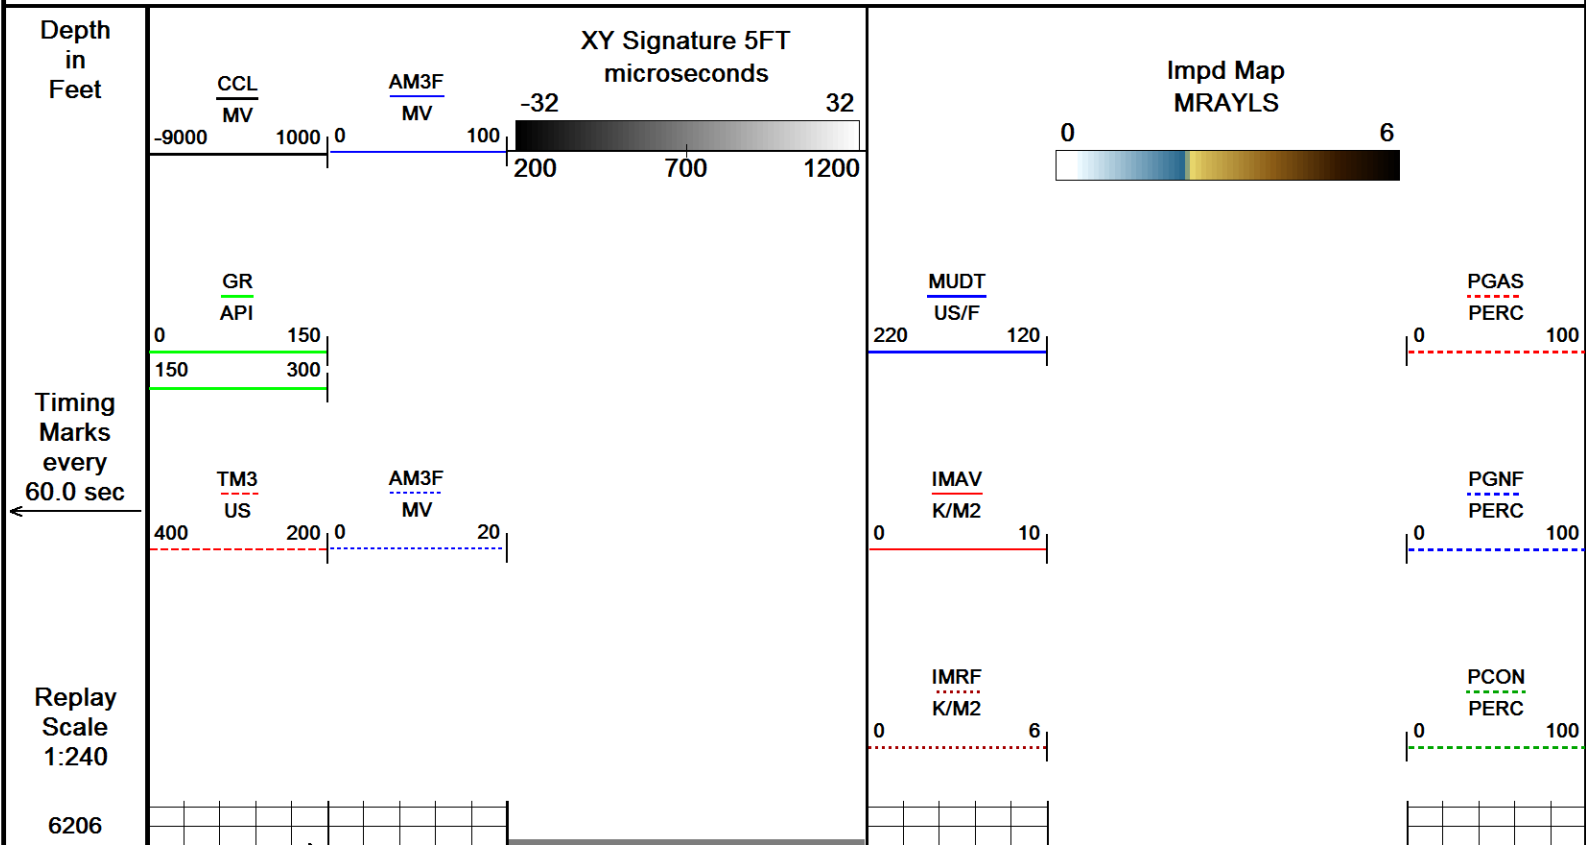 Depth
in
Feet
CCL
MV
-9000 1000
AM3F
MV
0 100
XY Signature 5FT
microseconds
-32 32
200 700 1200
Impd Map
MRAYLS
0 6
GR
API
0 150
150 300
MUDT
US/F
220 120
PGAS
PERC
0 100
Timing
Marks
every
60.0 sec
TM3
US
400 200
AM3F
MV
0 20
IMAV
K/M2
0 10
PGNF
PERC
0 100
Replay
Scale
1:240
IMRF
K/M2
0 6
PCON
PERC
0 100
6206